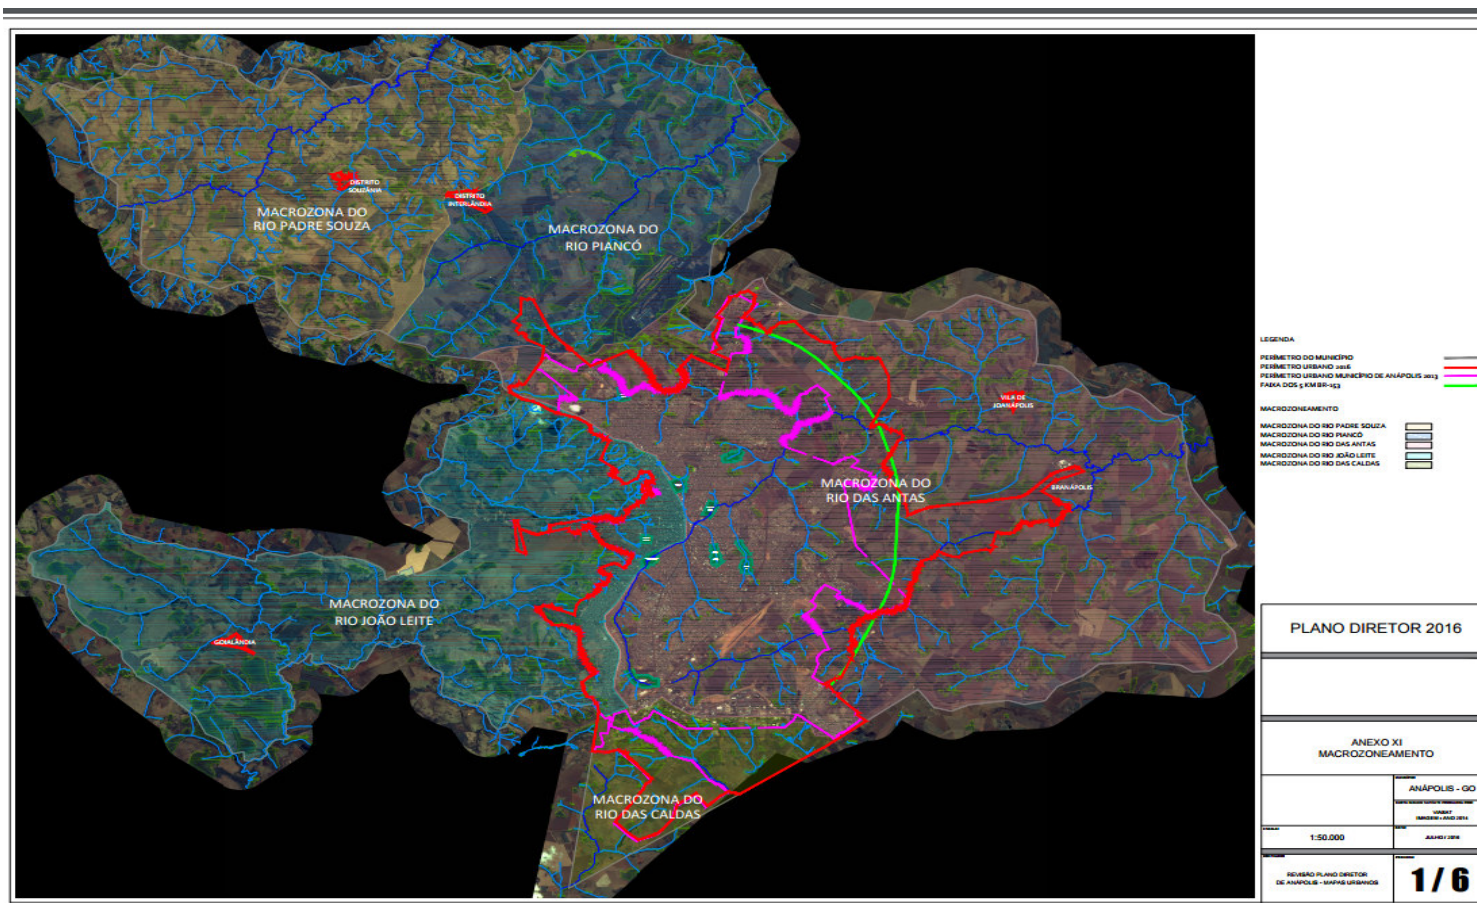 DISTRITO
SOUZÂNIA
DISTRITO
INTERLÂNDIA
MACROZONA DO
RIO PADRE SOUZA
MACROZONA DO
RIO PIANCÓ
VILA DE
JOANÁPOLIS
MACROZONA DO
RIO DAS ANTAS
BRANÁPOLIS
MACROZONA DO
RIO JOÃO LEITE
GOIALÂNDIA
MACROZONA DO
RIO DAS CALDAS
LEGENDA
PERÍMETRO DO MUNICÍPIO
PERÍMETRO URBANO 2016
PERÍMETRO URBANO MUNICÍPIO DE ANÁPOLIS 2013
FAIXA DOS 5 KM BR-153
MACROZONEAMENTO
MACROZONA DO RIO PADRE SOUZA
MACROZONA DO RIO PIANCÓ
MACROZONA DO RIO DAS ANTAS
MACROZONA DO RIO JOÃO LEITE
MACROZONA DO RIO DAS CALDAS
PLANO DIRETOR 2016
ANEXO XI
MACROZONEAMENTO
ANÁPOLIS - GO
IMAGEM: ANO 2014
1:50.000
JULHO / 2016
REVISÃO PLANO DIRETOR
DE ANÁPOLIS - MAPAS URBANOS
1 / 6